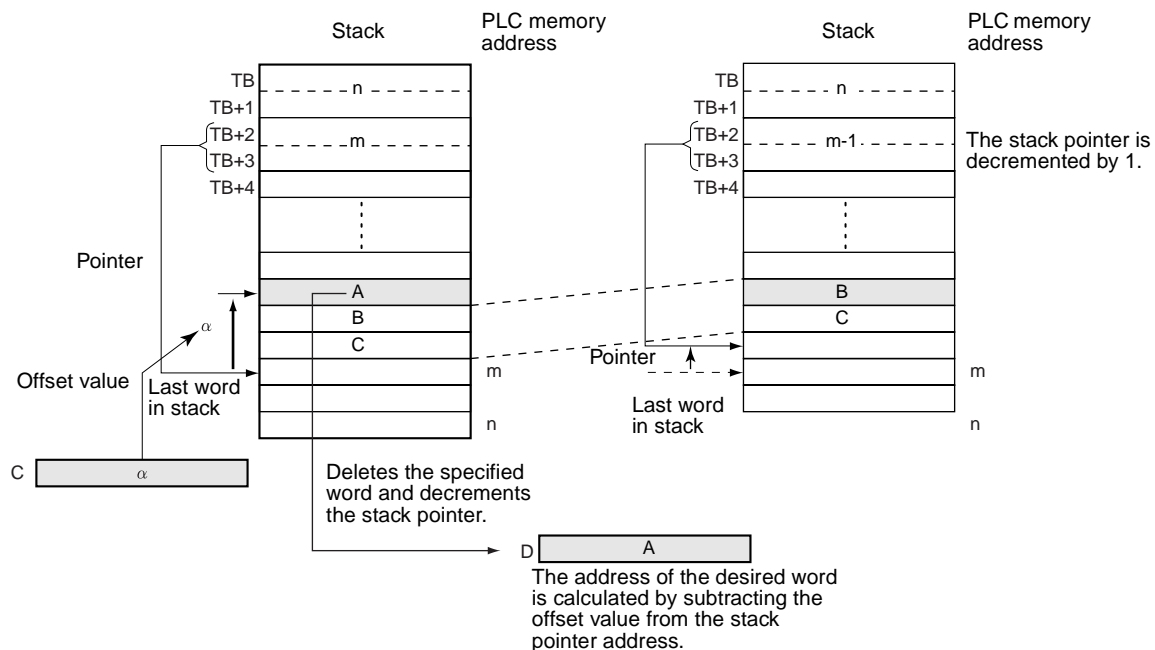 Stack
PLC memory
address
TB
n
TB+1
TB+2
m
TB+3
TB+4
Pointer
A
B
C
α
Offset value
Last word
in stack
m
n
C
α
Deletes the specified
word and decrements
the stack pointer.
D
A
The address of the desired word
is calculated by subtracting the
offset value from the stack
pointer address.
Stack
PLC memory
address
TB
n
TB+1
TB+2
m-1
TB+3
TB+4
The stack pointer is
decremented by 1.
B
C
Pointer
m
Last word
in stack
n